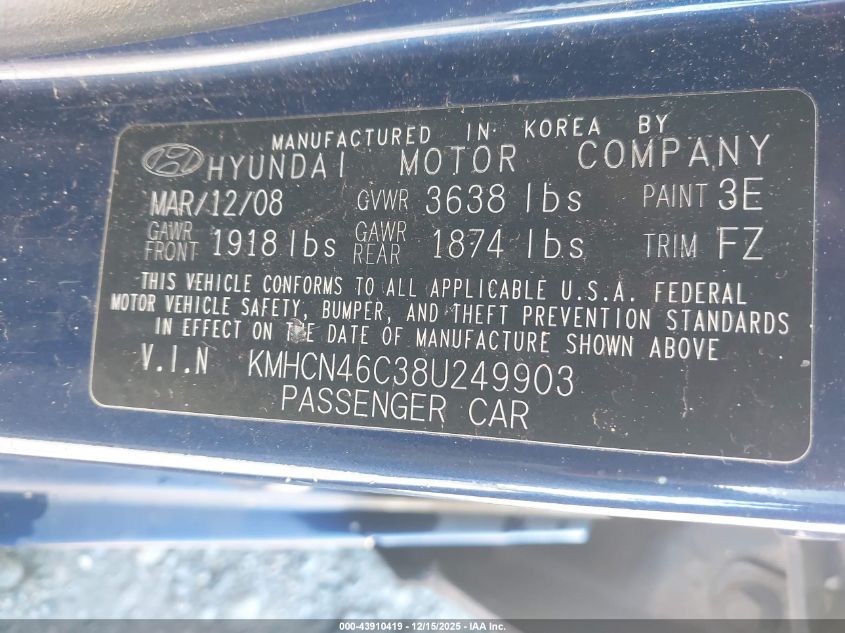 MANUFACTURED IN KOREA BY
HYUNDAI MOTOR COMPANY
MAR/12/08 GVWR 3638 lbs PAINT 3E
GAWR FRONT 1918 lbs GAWR REAR 1874 lbs TRIM FZ
THIS VEHICLE CONFORMS TO ALL APPLICABLE U.S.A. FEDERAL
MOTOR VEHICLE SAFETY, BUMPER, AND THEFT PREVENTION STANDARDS
IN EFFECT ON THE DATE OF MANUFACTURE SHOWN ABOVE
V.I.N KMHCN46C38U249903
PASSENGER CAR
000-43910419 - 12/15/2025 - IAA Inc.